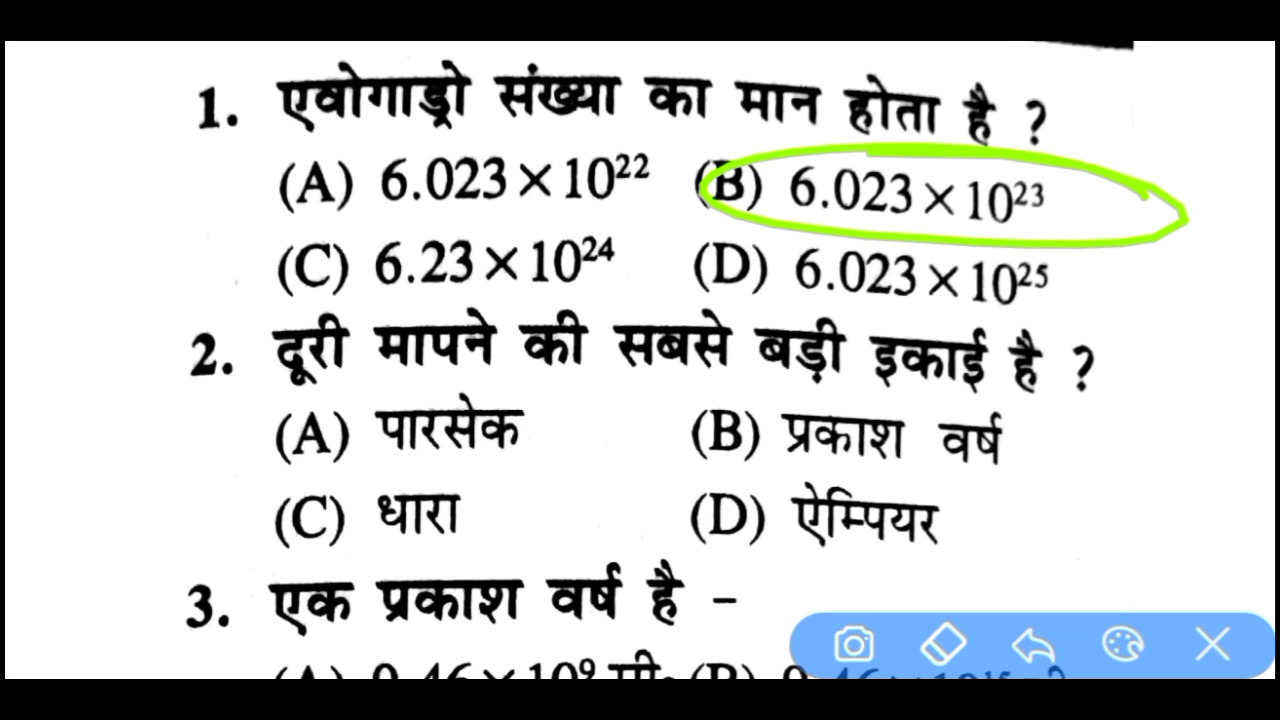 1. एवोगाड्रो संख्या का मान होता है ?
(A) 6.023×10²² (B) 6.023×10²³
(C) 6.23×10²⁴ (D) 6.023×10²⁵
2. दूरी मापने की सबसे बड़ी इकाई है ?
(A) पारसेक (B) प्रकाश वर्ष
(C) धारा (D) ऐम्पियर
3. एक प्रकाश वर्ष है –